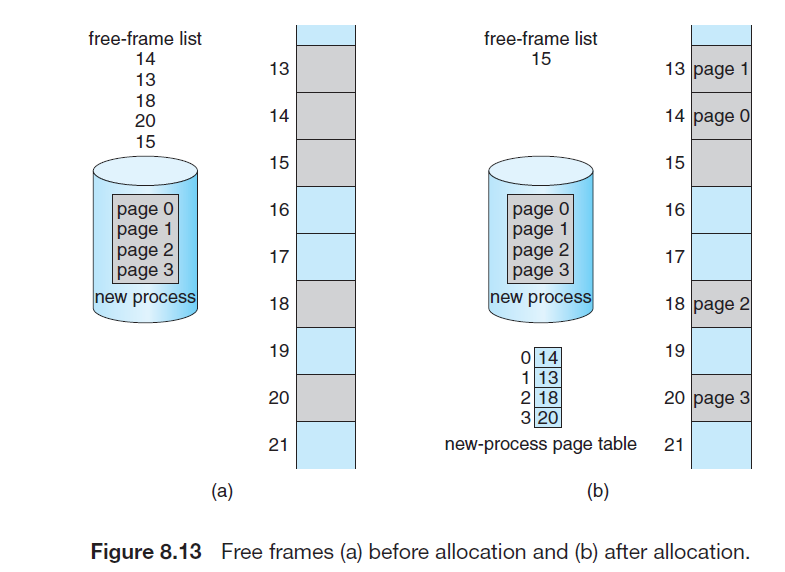 free-frame list
14
13
18
20
15
page 0
page 1
page 2
page 3
new process
13
14
15
16
17
18
19
20
21
(a)
free-frame list
15
page 0
page 1
page 2
page 3
new process
0 14
1 13
2 18
3 20
new-process page table
13 page 1
14 page 0
15
16
17
18 page 2
19
20 page 3
21
(b)
Figure 8.13 Free frames (a) before allocation and (b) after allocation.